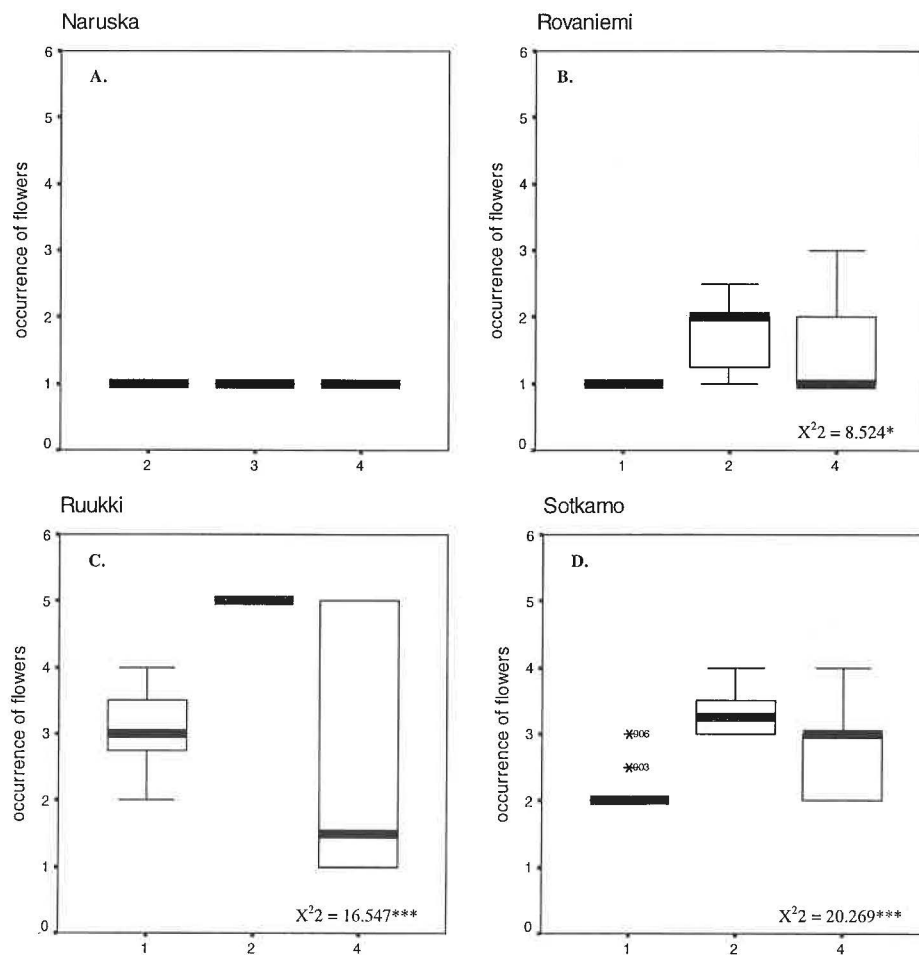 Naruska
A.
6
5
4
3
2
1
0
occurrence of flowers
2 3 4
Rovaniemi
B.
6
5
4
3
2
1
0
occurrence of flowers
X²2 = 8.524*
1 2 4
Ruukki
C.
6
5
4
3
2
1
0
occurrence of flowers
X²2 = 16.547***
1 2 4
Sotkamo
D.
6
5
4
3
2
1
0
occurrence of flowers
906
903
X²2 = 20.269***
1 2 4